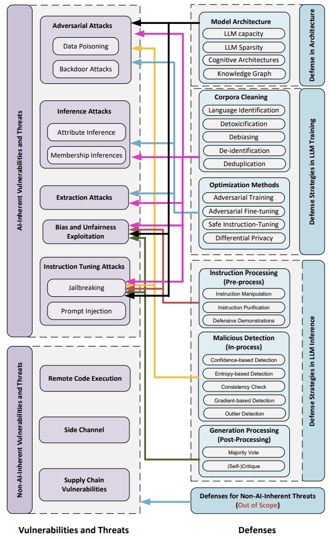 AI-Inherent Vulnerabilities and Threats
Adversarial Attacks
Data Poisoning
Backdoor Attacks
Inference Attacks
Attribute Inference
Membership Inferences
Extraction Attacks
Bias and Unfairness
Exploitation
Instruction Tuning Attacks
Jailbreaking
Prompt Injection
Non-AI-Inherent Vulnerabilities and Threats
Remote Code Execution
Side Channel
Supply Chain
Vulnerabilities
Vulnerabilities and Threats
Model Architecture
LLM capacity
LLM Sparsity
Cognitive Architectures
Knowledge Graph
Defense in Architecture
Corpora Cleaning
Language Identification
Detoxification
Debiasing
De-identification
Deduplication
Optimization Methods
Adversarial Training
Adversarial Fine-tuning
Safe Instruction-Tuning
Differential Privacy
Defense Strategies in LLM Training
Instruction Processing
(Pre-process)
Instruction Manipulation
Instruction Purification
Defensive Demonstrations
Malicious Detection
(In-process)
Confidence-based Detection
Entropy-based Detection
Consistency Check
Gradient-based Detection
Outlier Detection
Generation Processing
(Post-Processing)
Majority Vote
(Self-)Critique
Defense Strategies in LLM Inference
Defenses for Non-AI-Inherent Threats
(Out of Scope)
Defenses